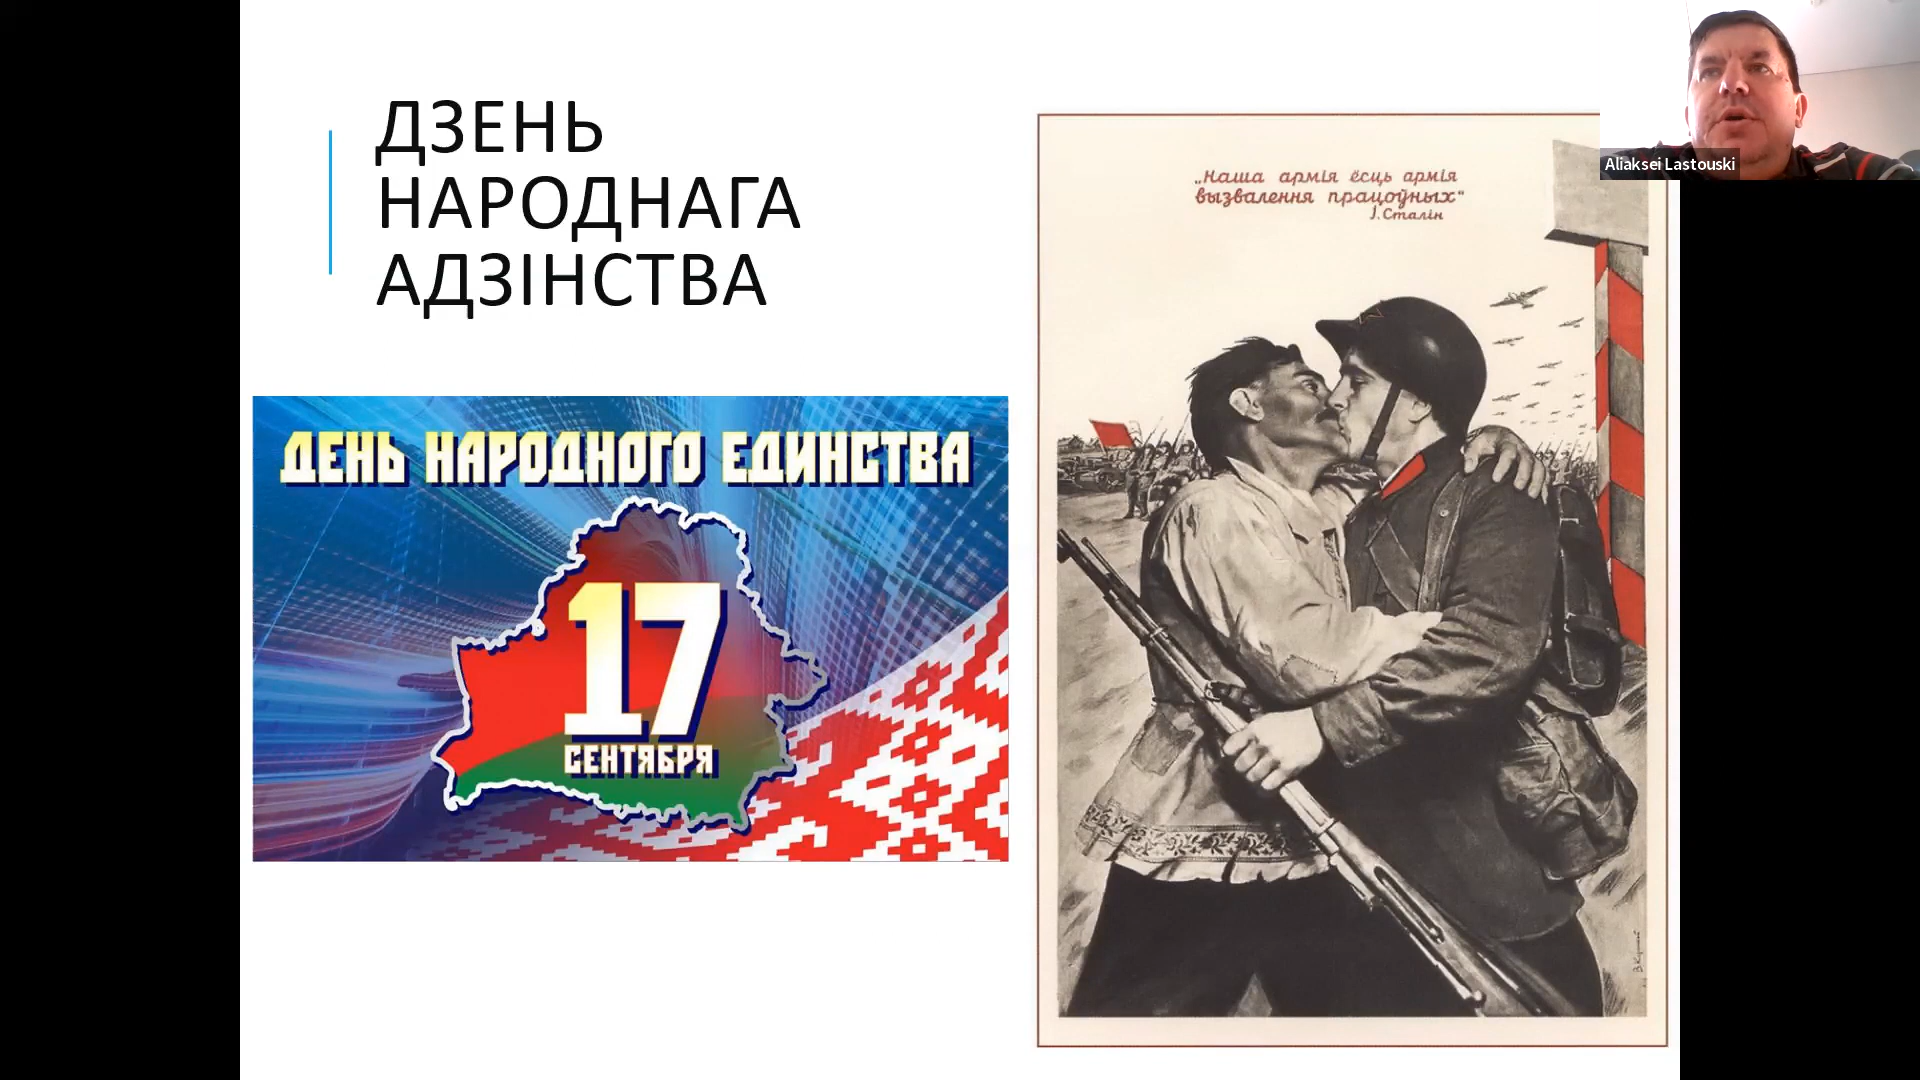 ДЗЕНЬ
НАРОДНАГА
АДЗІНСТВА
ДЕНЬ НАРОДНОГО ЕДИНСТВА
17
СЕНТЯБРЯ
„Наша армія ёсць армія
вызвалення працоўных“
І. Сталін
Aliaksei Lastouski